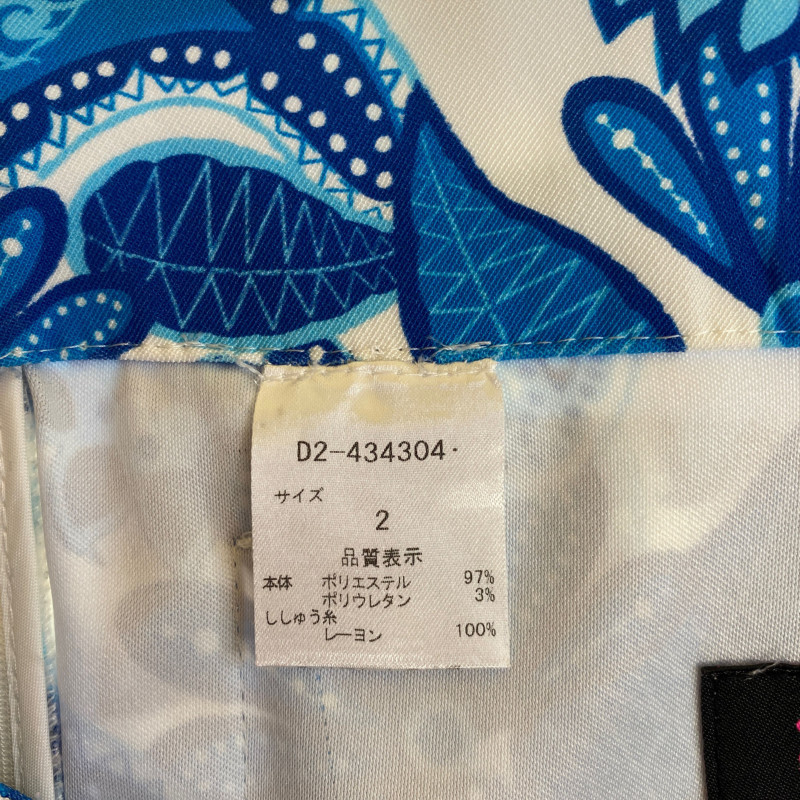 D2-434304.
サイズ
2
品質表示
本体 ポリエステル 97%
ポリウレタン 3%
ししゅう糸
レーヨン 100%